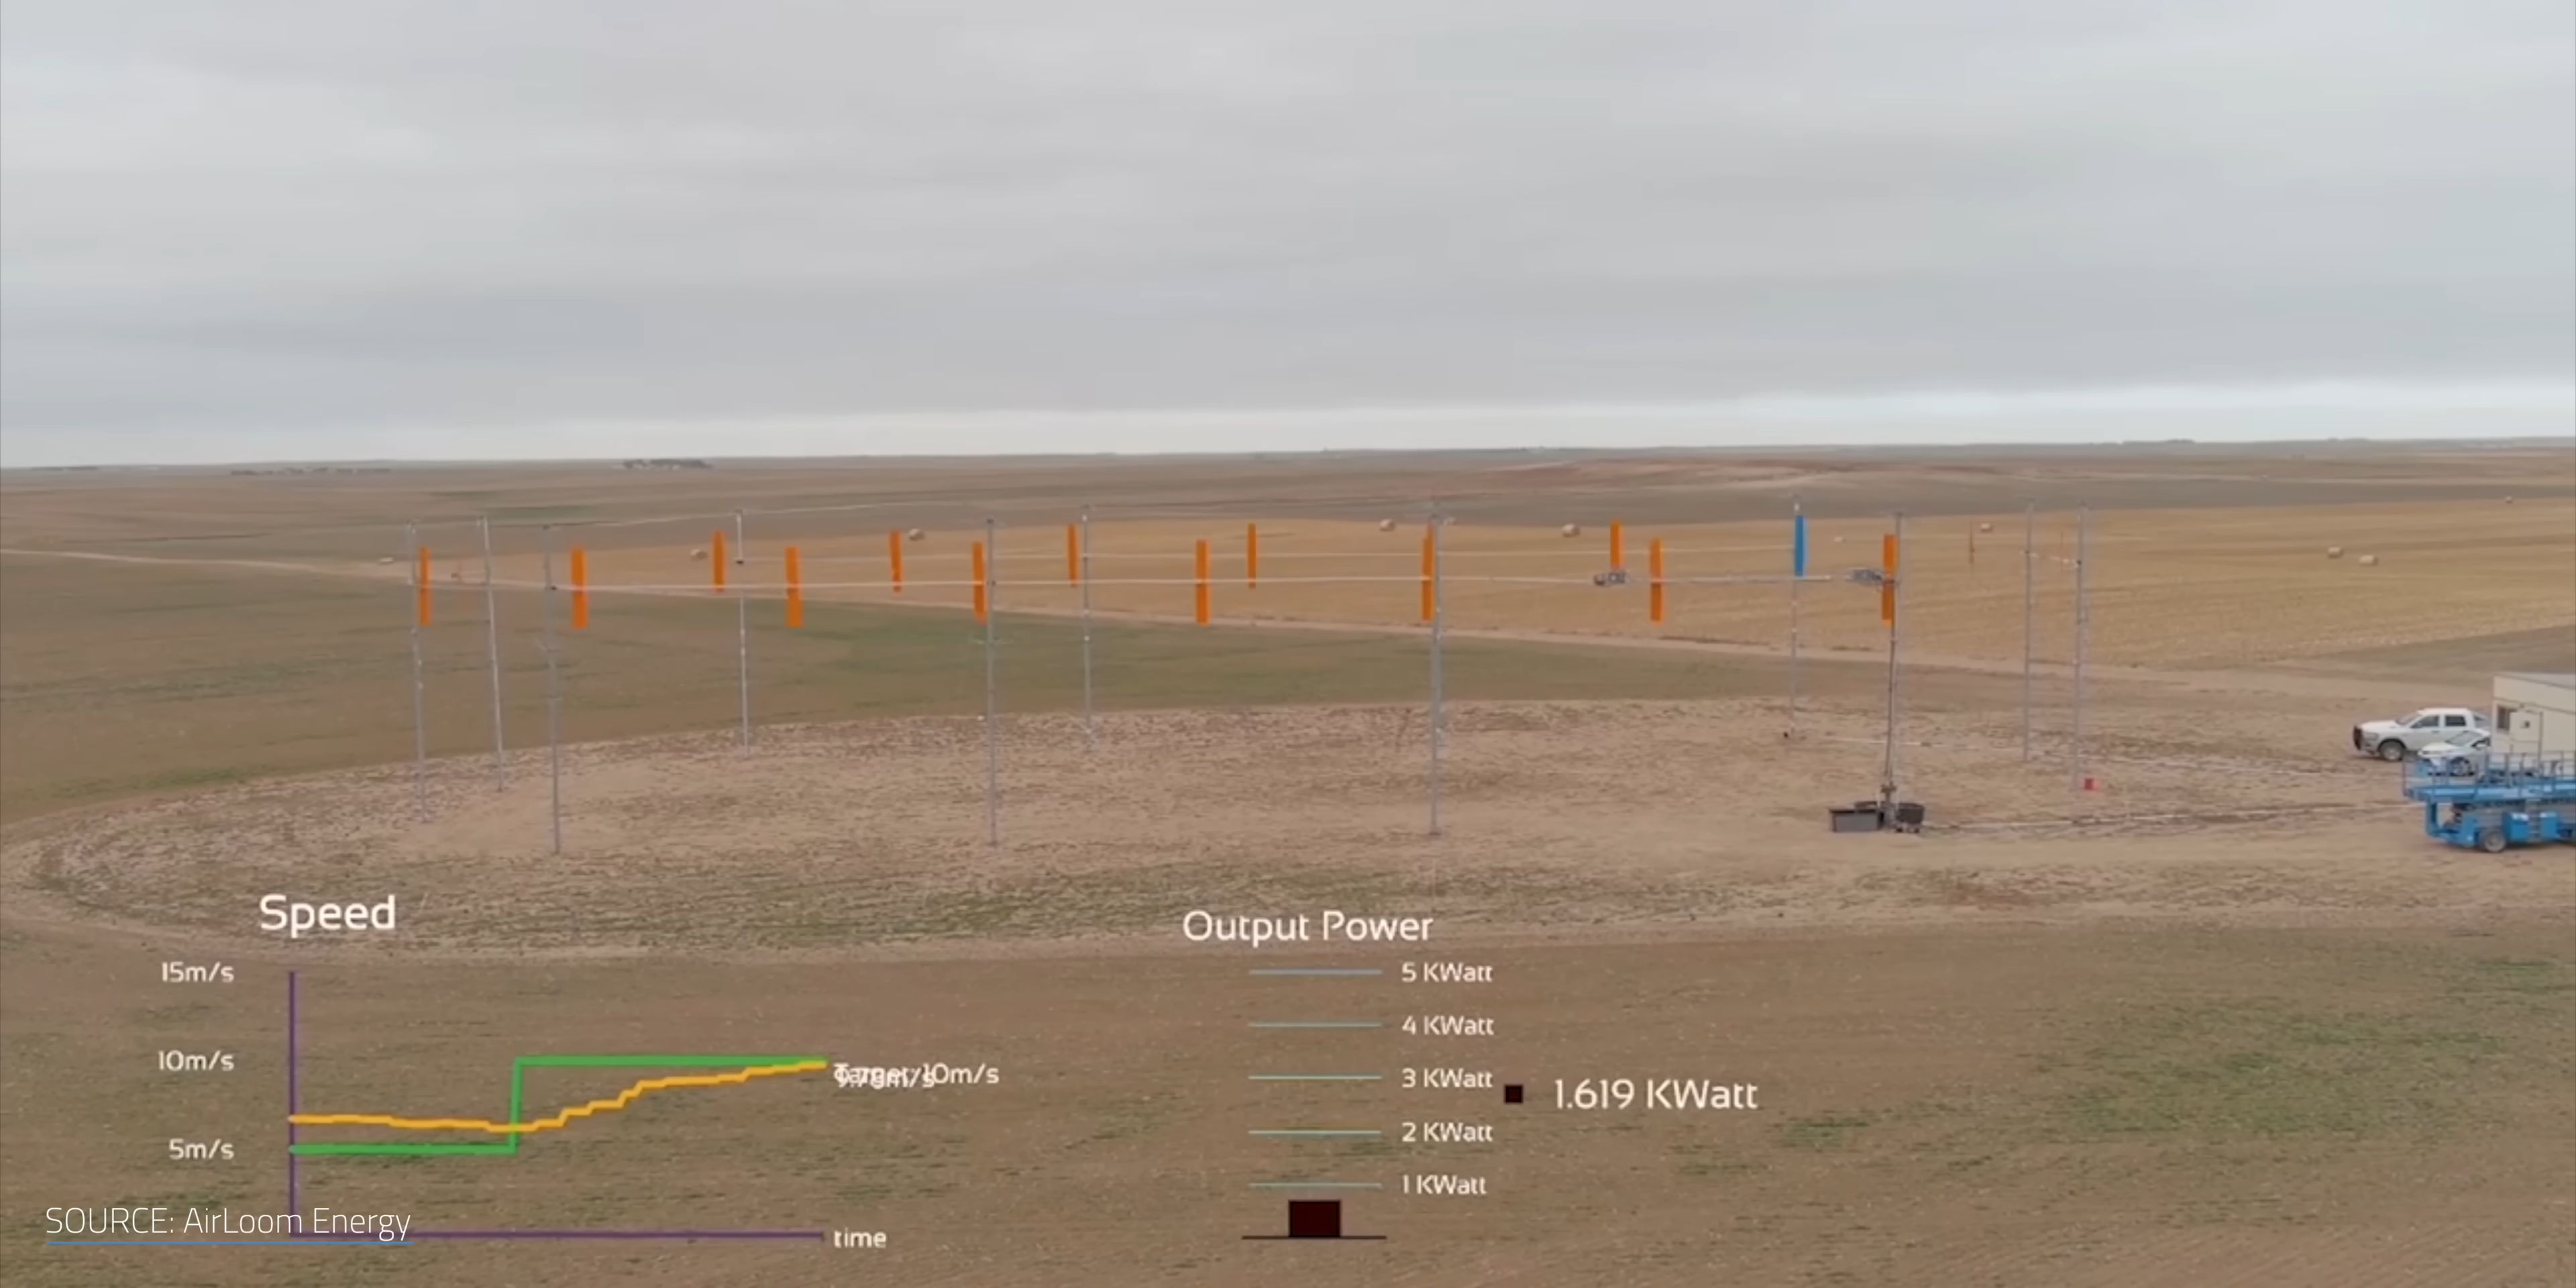 Speed
15m/s
10m/s
5m/s
10m/s
time
Output Power
5 KWatt
4 KWatt
3 KWatt
2 KWatt
1 KWatt
1.619 KWatt
SOURCE: AirLoom Energy